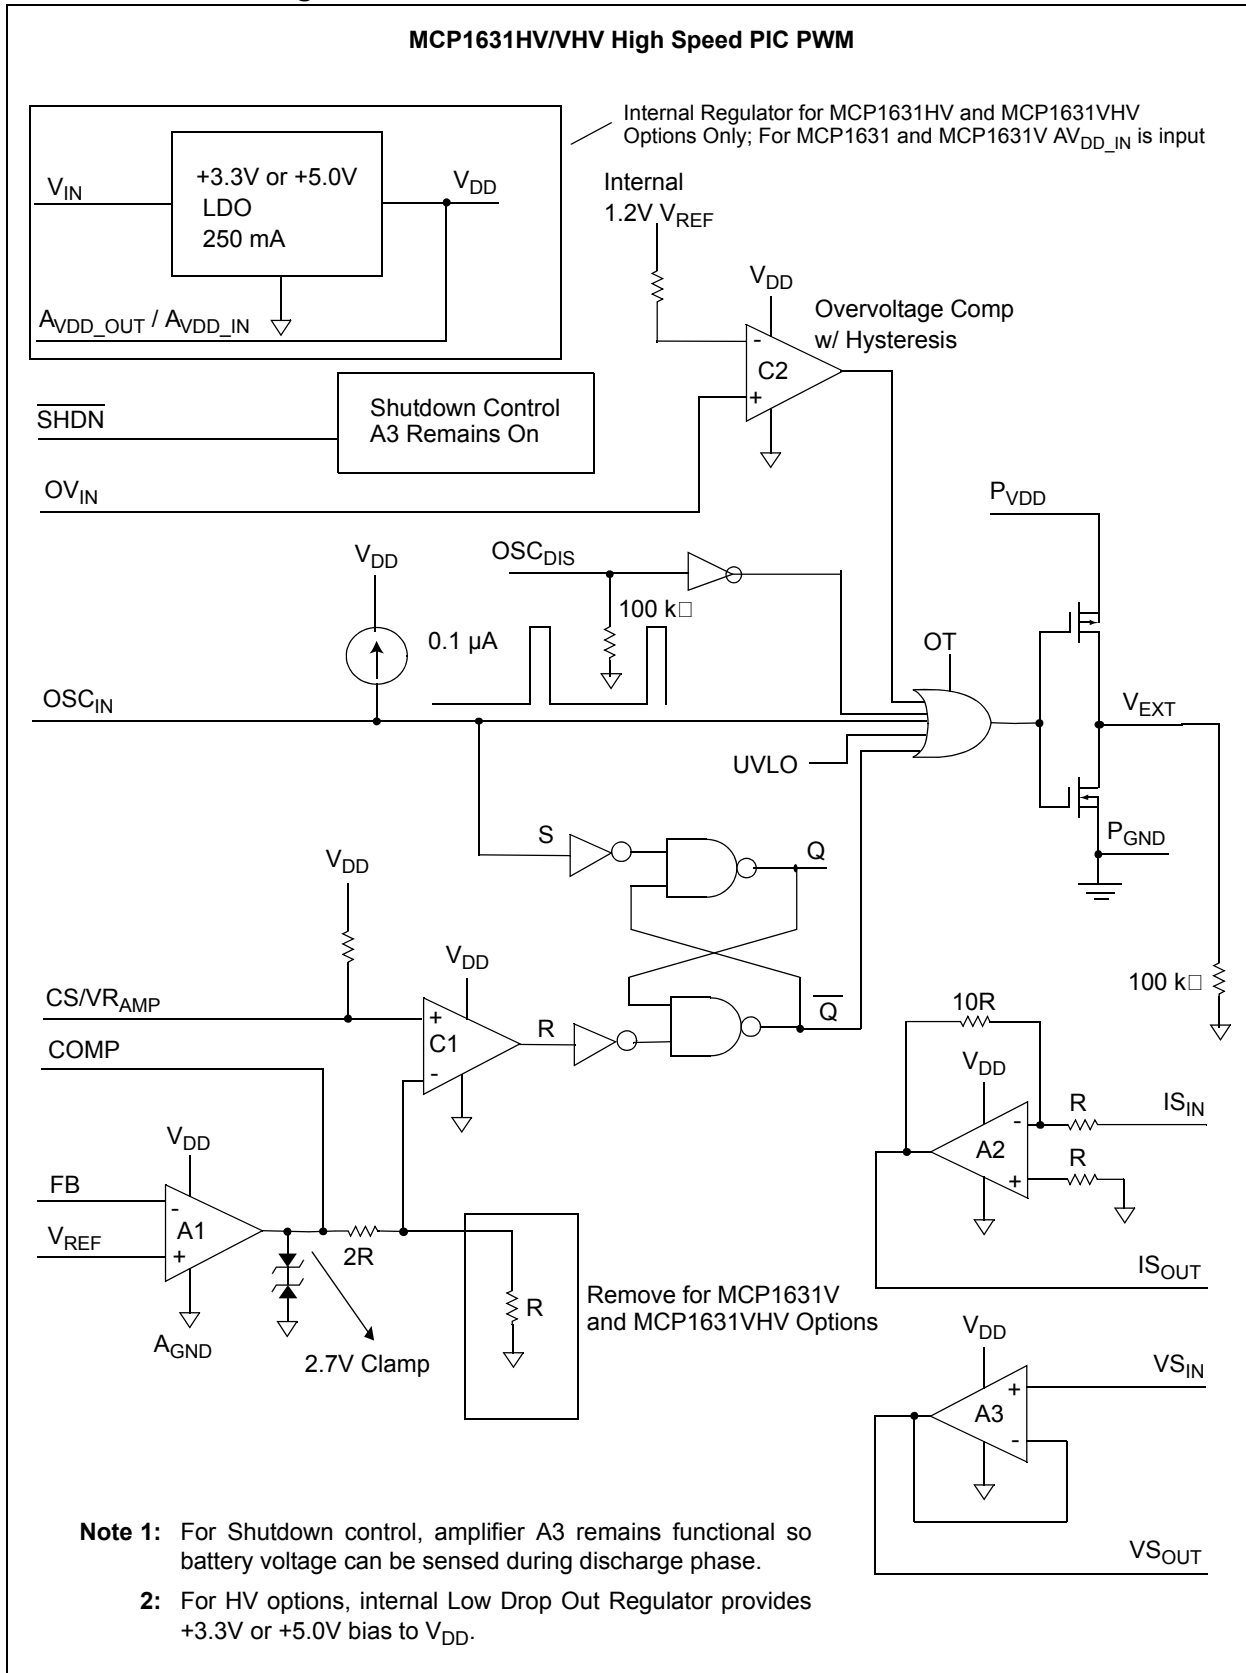 MCP1631HV/VHV High Speed PIC PWM
Internal Regulator for MCP1631HV and MCP1631VHV
Options Only; For MCP1631 and MCP1631V AVDD_IN is input
VIN
+3.3V or +5.0V
LDO
250 mA
VDD
AVDD_OUT / AVDD_IN
Internal
1.2V VREF
VDD
Overvoltage Comp
w/ Hysteresis
-
C2
+
SHDN
Shutdown Control
A3 Remains On
OVIN
PVDD
OSCDIS
VDD
100 k□
0.1 µA
OT
OSCIN
VEXT
UVLO
PGND
S
Q
VDD
VDD
100 k□
CS/VRAMP
+
C1
-
R
Q
COMP
10R
VDD
R
ISIN
-
A2
R
+
VDD
FB
-
A1
VREF
+
2R
ISOUT
R
Remove for MCP1631V
and MCP1631VHV Options
AGND
2.7V Clamp
VDD
VSIN
+
A3
-
VSOUT
Note 1: For Shutdown control, amplifier A3 remains functional so
battery voltage can be sensed during discharge phase.
2: For HV options, internal Low Drop Out Regulator provides
+3.3V or +5.0V bias to VDD.